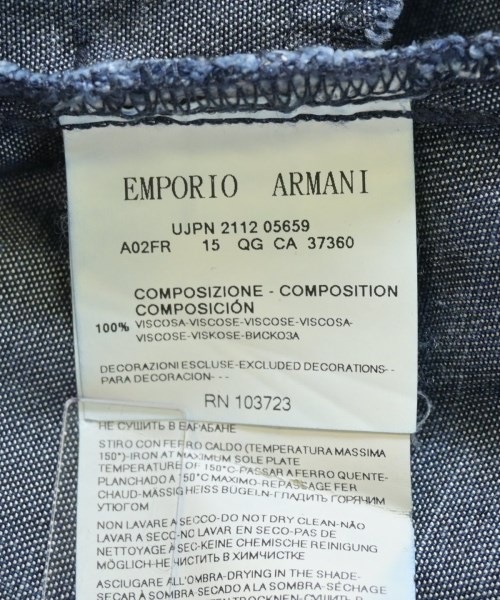 EMPORIO ARMANI
UJPN 2112 05659
A02FR 15 QG CA 37360
COMPOSIZIONE - COMPOSITION
COMPOSICIÓN
100% VISCOSA-VISCOSE-VISCOSE-VISCOSA-
VISCOSE-VISKOSE-ВИСКОЗА
DECORAZIONI ESCLUSE-EXCLUDED DECORATIONS--
PARA DECORACION---
RN 103723
НЕ СУШИТЬ В БАРАБАНЕ
STIRO CON FERRO CALDO (TEMPERATURA MASSIMA
150°)-IRON AT MAXIMUM SOLE PLATE
TEMPERATURE OF 150°C-PASSAR A FERRO QUENTE-
PLANCHADO A 150°C MAXIMO-REPASSAGE FER
CHAUD-MÄSSIG HEISS BÜGELN-ГЛАДИТЬ ГОРЯЧИМ
УТЮГОМ
NON LAVARE A SECCO-DO NOT DRY CLEAN-NÃO
LAVAR A SECO-NO LAVAR EN SECO-PAS DE
NETTOYAGE A SEC-KEINE CHEMISCHE REINIGUNG
MÖGLICH-НЕ ЧИСТИТЬ В ХИМЧИСТКЕ
ASCIUGARE ALL'OMBRA-DRYING IN THE SHADE-
SECAR À SOMBRA-SECADO A LA SOMBRA-SÉCHAGE